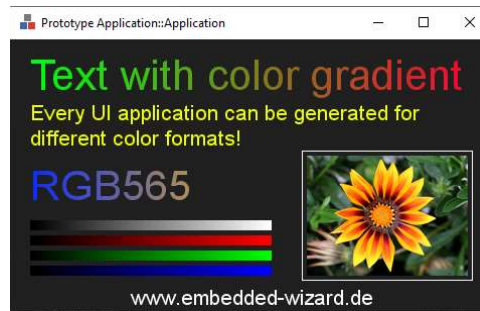 Prototype Application::Application
Text with color gradient
Every UI application can be generated for
different color formats!
RGB565
www.embedded-wizard.de